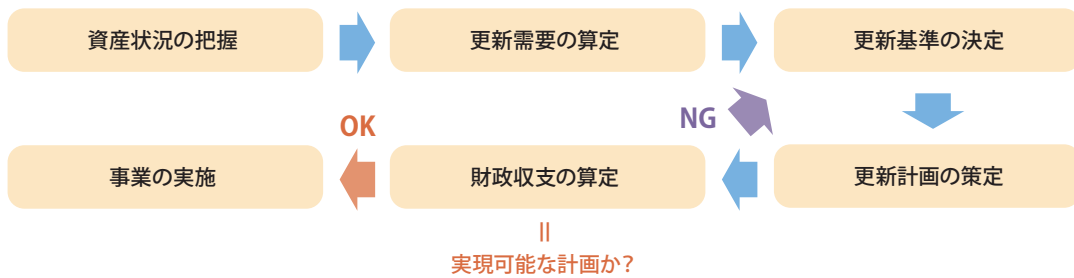 資産状況の把握
更新需要の算定
更新基準の決定
NG
更新計画の策定
財政収支の算定
=
実現可能な計画か?
OK
事業の実施